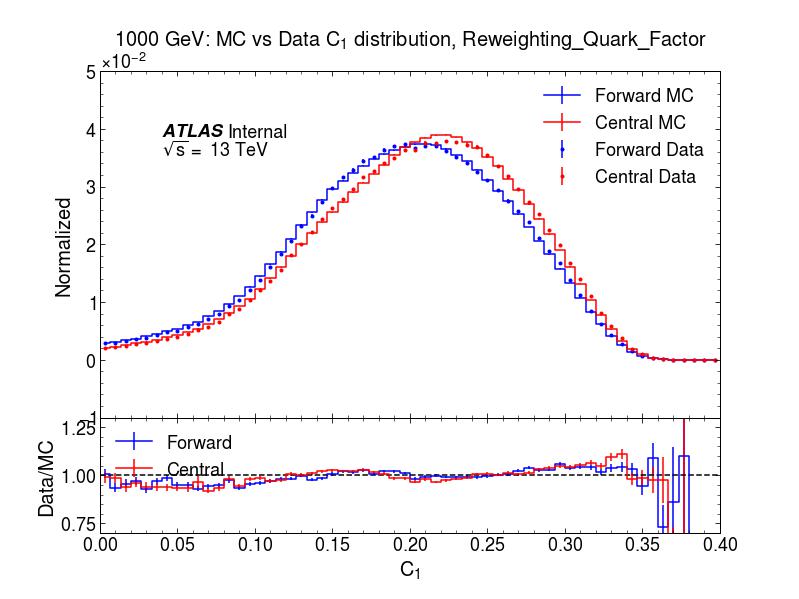 1000 GeV: MC vs Data C₁ distribution, Reweighting_Quark_Factor
×10⁻²
5
4
3
2
1
0
−1
Normalized
ATLAS Internal
√s = 13 TeV
Forward MC
Central MC
Forward Data
Central Data
1.25
1.00
0.75
Data/MC
Forward
Central
0.00 0.05 0.10 0.15 0.20 0.25 0.30 0.35 0.40
C₁